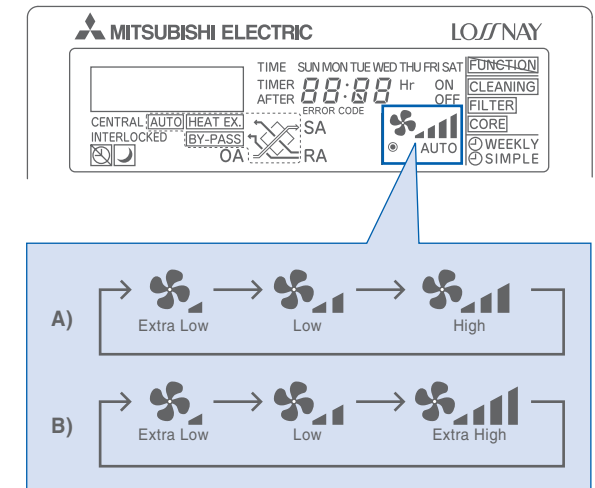 MITSUBISHI ELECTRIC LOSSNAY
TIME SUN MON TUE WED THU FRI SAT FUNCTION
TIMER 88:88 Hr ON CLEANING
AFTER OFF FILTER
ERROR CODE
CENTRAL AUTO HEAT EX. SA CORE
INTERLOCKED BY-PASS AUTO WEEKLY
OA RA SIMPLE
A)
Extra Low Low High
B)
Extra Low Low Extra High